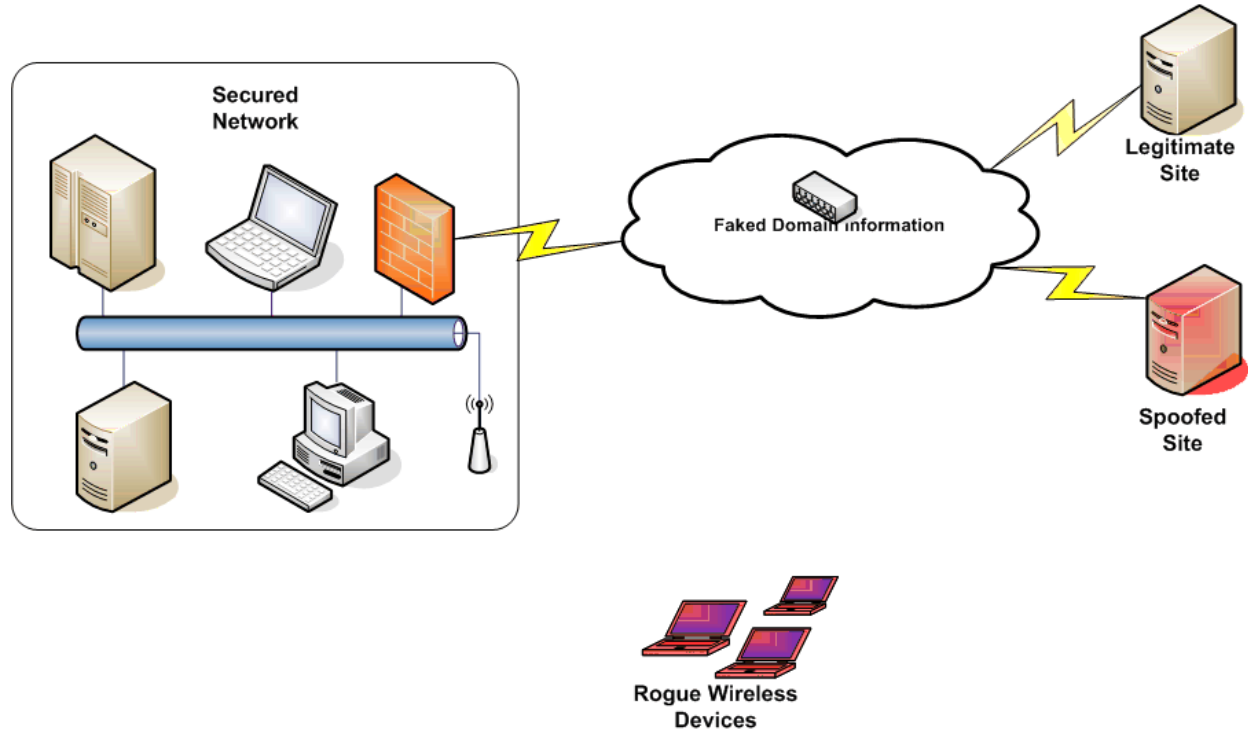 Secured
Network
Legitimate
Site
Faked Domain Information
Spoofed
Site
Rogue Wireless
Devices